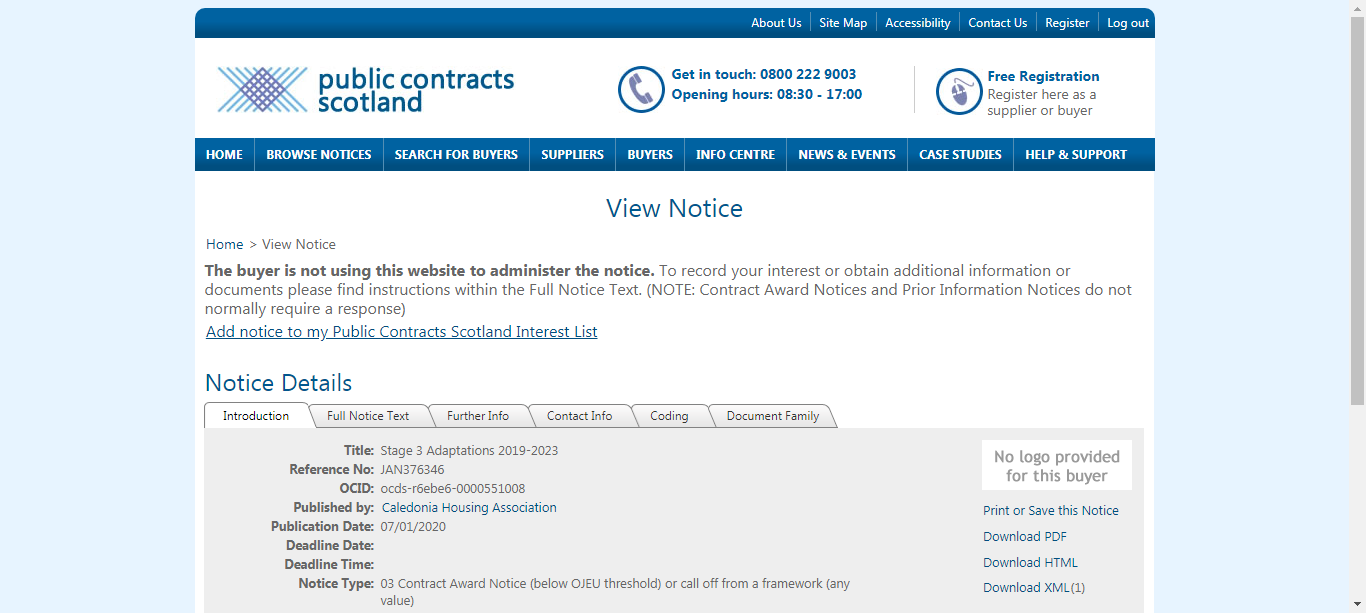 About Us Site Map Accessibility Contact Us Register Log out
public contracts
scotland
Get in touch: 0800 222 9003
Opening hours: 08:30 - 17:00
Free Registration
Register here as a
supplier or buyer
HOME BROWSE NOTICES SEARCH FOR BUYERS SUPPLIERS BUYERS INFO CENTRE NEWS & EVENTS CASE STUDIES HELP & SUPPORT
View Notice
Home > View Notice
The buyer is not using this website to administer the notice. To record your interest or obtain additional information or
documents please find instructions within the Full Notice Text. (NOTE: Contract Award Notices and Prior Information Notices do not
normally require a response)
Add notice to my Public Contracts Scotland Interest List
Notice Details
Introduction Full Notice Text Further Info Contact Info Coding Document Family
Title: Stage 3 Adaptations 2019-2023
Reference No: JAN376346
OCID: ocds-r6ebe6-0000551008
Published by: Caledonia Housing Association
Publication Date: 07/01/2020
Deadline Date:
Deadline Time:
Notice Type: 03 Contract Award Notice (below OJEU threshold) or call off from a framework (any
value)
No logo provided
for this buyer
Print or Save this Notice
Download PDF
Download HTML
Download XML(1)